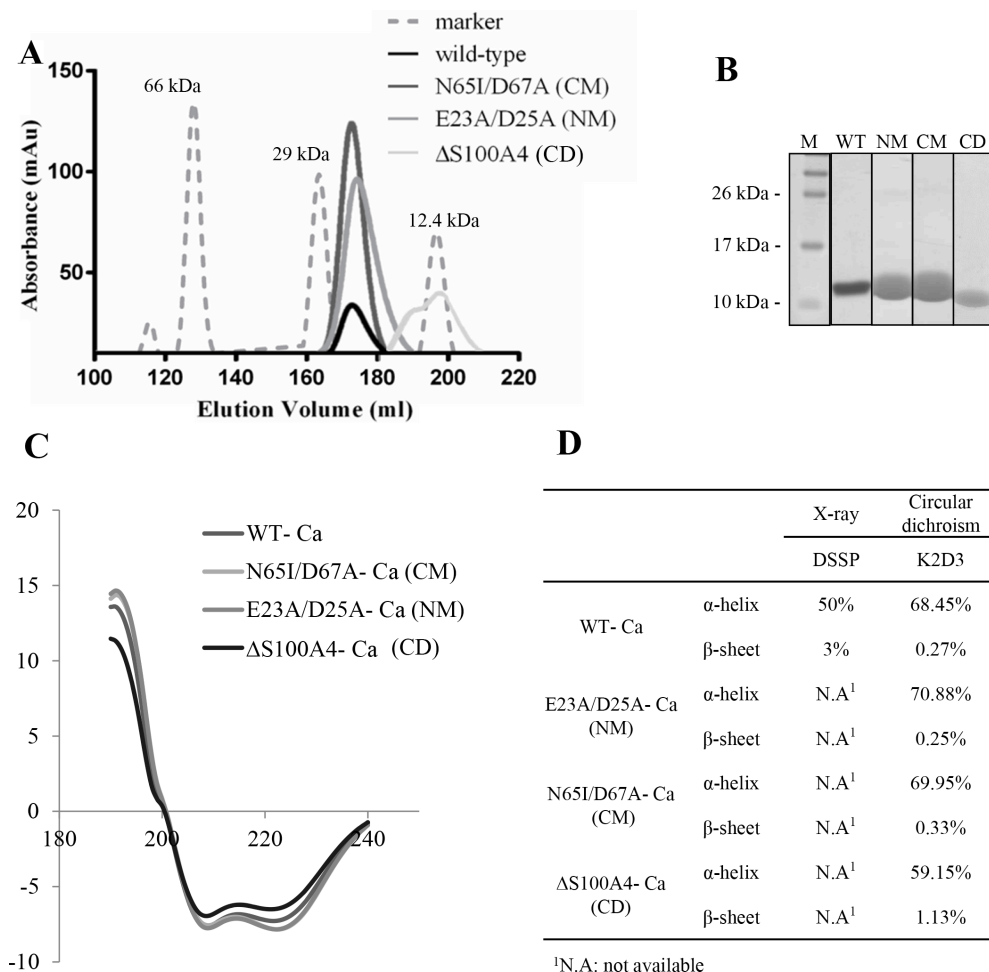 A
marker
wild-type
N65I/D67A (CM)
E23A/D25A (NM)
ΔS100A4 (CD)
66 kDa
29 kDa
12.4 kDa
150
100
50
100 120 140 160 180 200 220
Absorbance (mAu)
Elution Volume (ml)
B
M WT NM CM CD
26 kDa -
17 kDa -
10 kDa -
C
WT- Ca
N65I/D67A- Ca (CM)
E23A/D25A- Ca (NM)
ΔS100A4- Ca (CD)
20
15
10
5
0
-5
-10
180 200 220 240
D
X-ray Circular
dichroism
DSSP K2D3
WT- Ca
α-helix 50% 68.45%
β-sheet 3% 0.27%
E23A/D25A- Ca
(NM)
α-helix N.A1 70.88%
β-sheet N.A1 0.25%
N65I/D67A- Ca
(CM)
α-helix N.A1 69.95%
β-sheet N.A1 0.33%
ΔS100A4- Ca
(CD)
α-helix N.A1 59.15%
β-sheet N.A1 1.13%
1N.A: not available